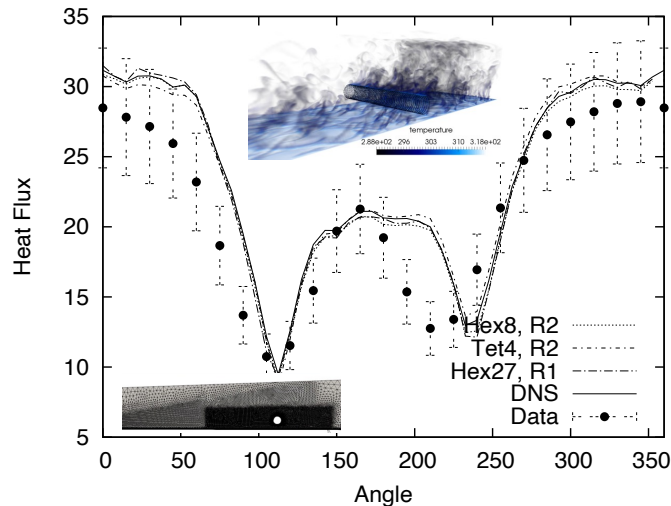 35
30
25
20
15
10
5
Heat Flux
temperature
2.88e+02 296 303 310 3.18e+02
Hex8, R2
Tet4, R2
Hex27, R1
DNS
Data
0 50 100 150 200 250 300 350
Angle